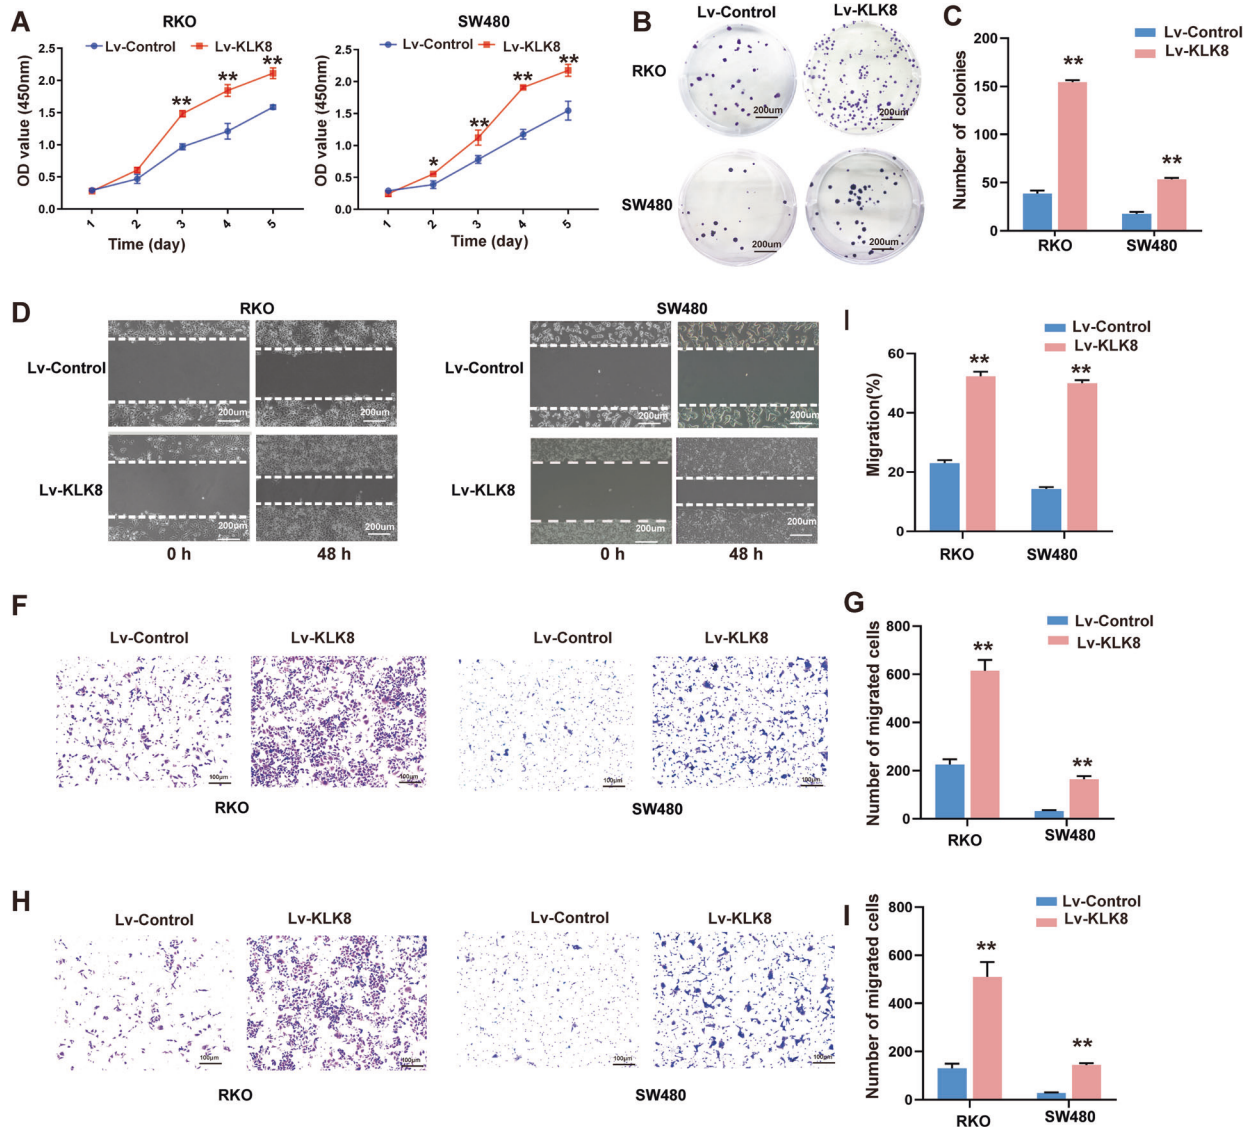 A
RKO
Lv-Control Lv-KLK8
OD value (450nm)
2.5
2.0
1.5
1.0
0.5
0.0
** ** **
1 2 3 4 5
Time (day)
SW480
Lv-Control Lv-KLK8
OD value (450nm)
2.5
2.0
1.5
1.0
0.5
0.0
* ** ** **
1 2 3 4 5
Time (day)
B
Lv-Control Lv-KLK8
RKO
200um 200um
SW480
200um 200um
C
Lv-Control
Lv-KLK8
Number of colonies
200
150
100
50
0
** **
RKO SW480
D
RKO
Lv-Control
200um 200um
Lv-KLK8
200um 200um
0 h 48 h
SW480
Lv-Control
200um 200um
Lv-KLK8
200um 200um
0 h 48 h
I
Lv-Control
Lv-KLK8
Migration(%)
60
40
20
0
** **
RKO SW480
F
Lv-Control Lv-KLK8 Lv-Control Lv-KLK8
100μm 100μm 100μm 100μm
RKO SW480
G
Lv-Control
Lv-KLK8
Number of migrated cells
800
600
400
200
0
** **
RKO SW480
H
Lv-Control Lv-KLK8 Lv-Control Lv-KLK8
100μm 100μm 100μm 100μm
RKO SW480
I
Lv-Control
Lv-KLK8
Number of migrated cells
800
600
400
200
0
** **
RKO SW480